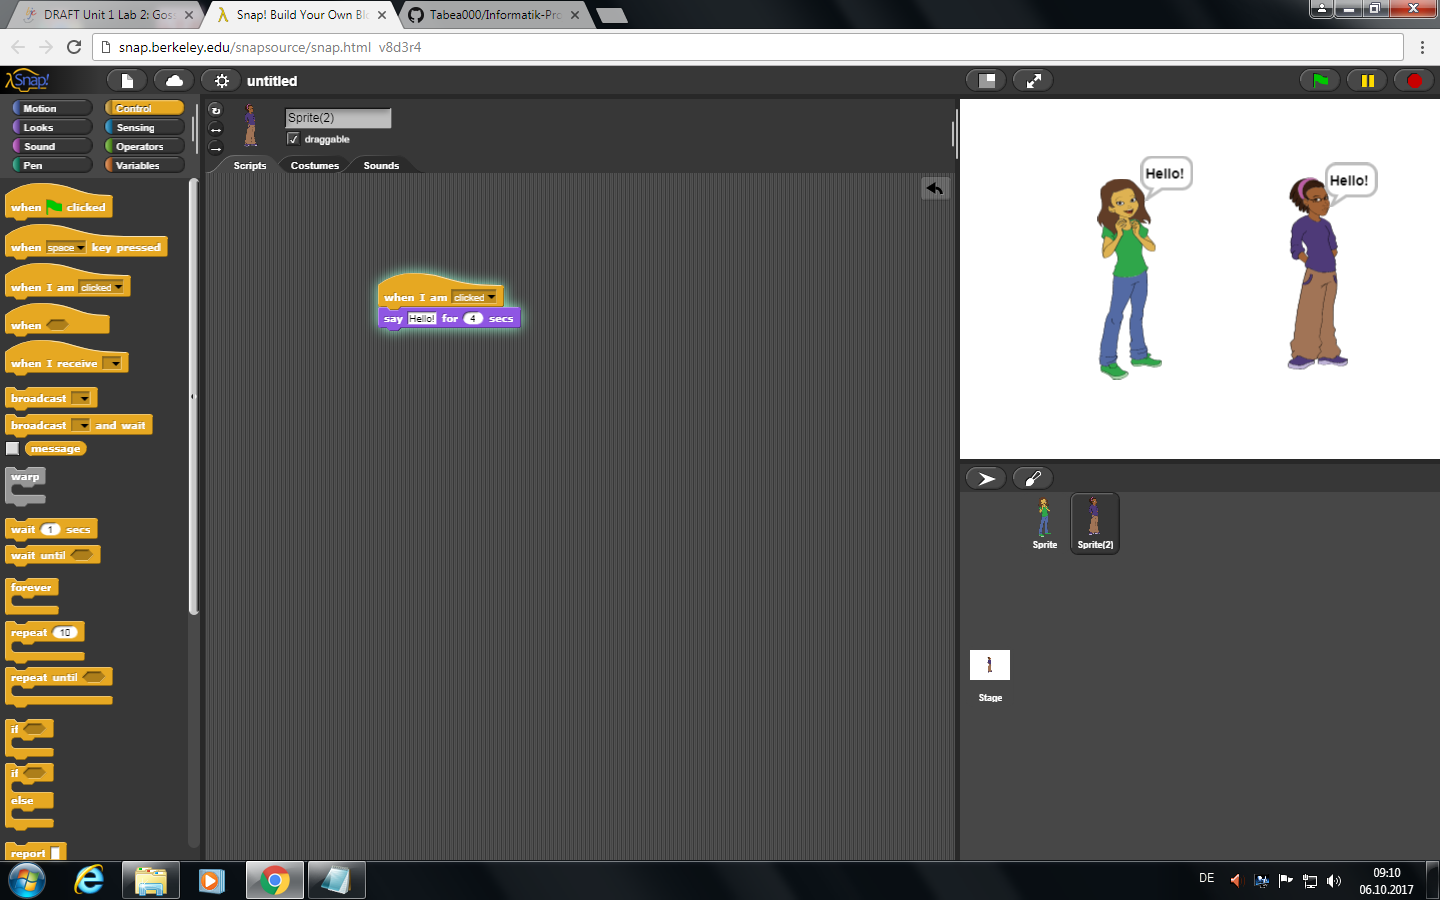 DRAFT Unit 1 Lab 2: Goss
Snap! Build Your Own Blo
Tabea000/Informatik-Pro
snap.berkeley.edu/snapsource/snap.html v8d3r4
Snap!
untitled
Motion
Control
Looks
Sensing
Sound
Operators
Pen
Variables
Sprite(2)
draggable
Scripts
Costumes
Sounds
when clicked
when space key pressed
when I am clicked
when
when I receive
broadcast
broadcast and wait
message
warp
wait 1 secs
wait until
forever
repeat 10
repeat until
if
if
else
report
when I am clicked
say Hello! for 4 secs
Hello!
Hello!
Sprite
Sprite(2)
Stage
DE
09:10
06.10.2017